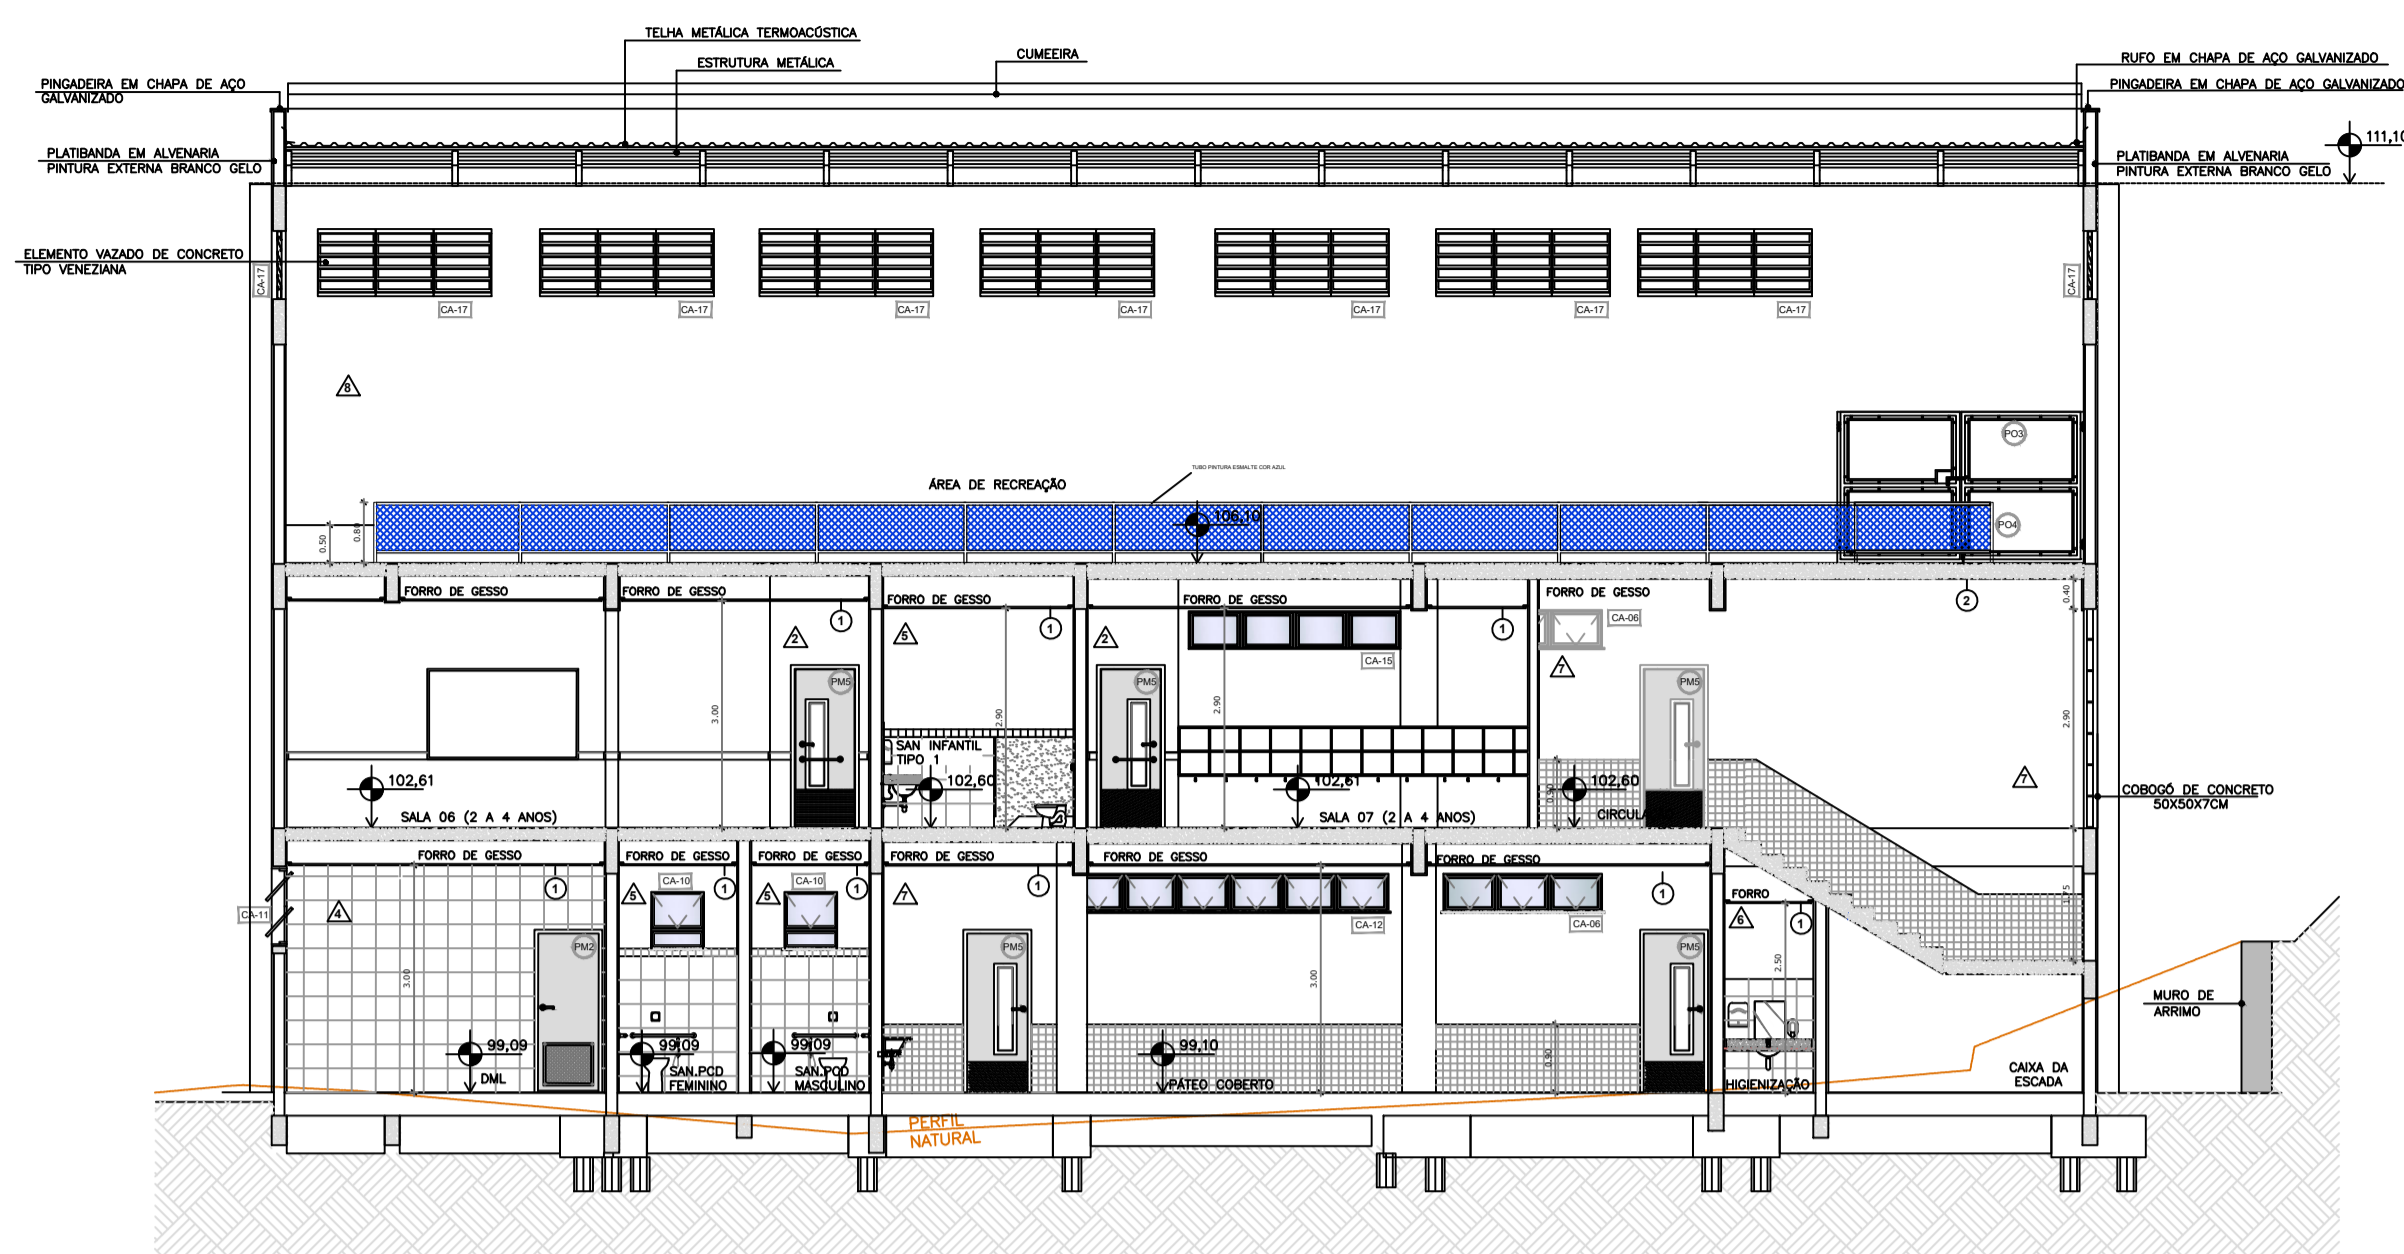 TELHA METÁLICA TERMOACÚSTICA
ESTRUTURA METÁLICA
CUMEEIRA
RUFO EM CHAPA DE AÇO GALVANIZADO
PINGADEIRA EM CHAPA DE AÇO
GALVANIZADO
PINGADEIRA EM CHAPA DE AÇO GALVANIZADO
111,10
PLATIBANDA EM ALVENARIA
PINTURA EXTERNA BRANCO GELO
PLATIBANDA EM ALVENARIA
PINTURA EXTERNA BRANCO GELO
ELEMENTO VAZADO DE CONCRETO
TIPO VENEZIANA
CA-17
CA-17
CA-17
CA-17
CA-17
CA-17
CA-17
CA-17
CA-17
8
PO3
TUBO PINTURA ESMALTE COR AZUL
ÁREA DE RECREAÇÃO
106,10
0.50
0.80
PO4
FORRO DE GESSO
FORRO DE GESSO
FORRO DE GESSO
FORRO DE GESSO
FORRO DE GESSO
1
2
5
1
2
1
CA-15
CA-06
7
2
0.40
PM5
PM5
PM5
3.00
2.90
2.90
2.90
SAN INFANTIL
TIPO 1
102,61
102,60
102,61
102,60
0.90
7
COBOGÓ DE CONCRETO
50X50X7CM
SALA 06 (2 A 4 ANOS)
SALA 07 (2 A 4 ANOS)
FORRO DE GESSO
FORRO DE GESSO
FORRO DE GESSO
FORRO DE GESSO
FORRO DE GESSO
FORRO DE GESSO
FORRO
CA-11
4
1
5
CA-10
1
5
CA-10
1
7
1
CA-12
CA-06
1
6
1
PM2
PM5
PM5
3.00
3.00
2.50
0.90
99,09
99,09
99,09
99,10
DML
SAN.PCD
FEMININO
SAN.PCD
MASCULINO
PÁTEO COBERTO
HIGIENIZAÇÃO
CAIXA DA
ESCADA
MURO DE
ARRIMO
PERFIL
NATURAL